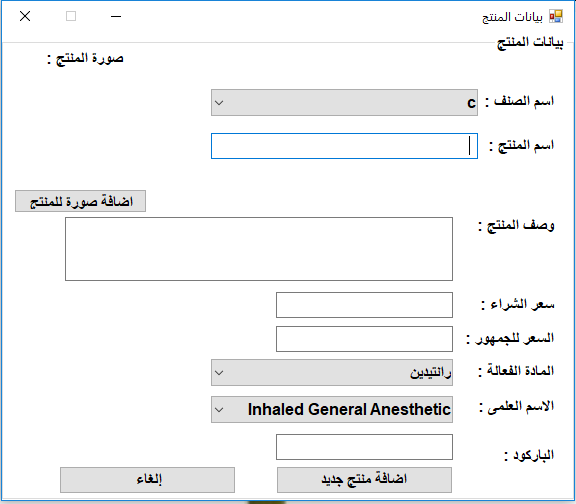 بيانات المنتج
بيانات المنتج
صورة المنتج :
اسم الصنف : c
اسم المنتج :
اضافة صورة للمنتج
وصف المنتج :
سعر الشراء :
السعر للجمهور :
المادة الفعالة : رانتيدين
الاسم العلمى : Inhaled General Anesthetic
الباركود :
اضافة منتج جديد
إلغاء